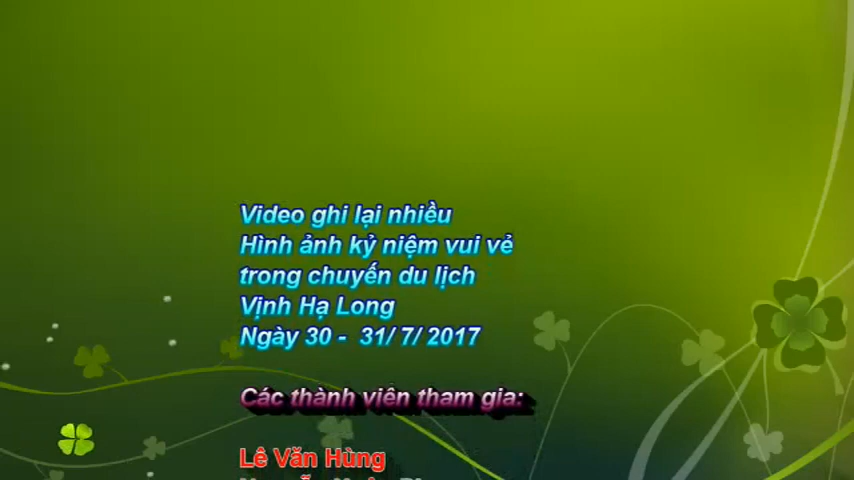 Video ghi lại nhiều
Hình ảnh kỷ niệm vui vẻ
trong chuyến du lịch
Vịnh Hạ Long
Ngày 30 -  31/ 7/ 2017
Các thành viên tham gia:
Lê Văn Hùng